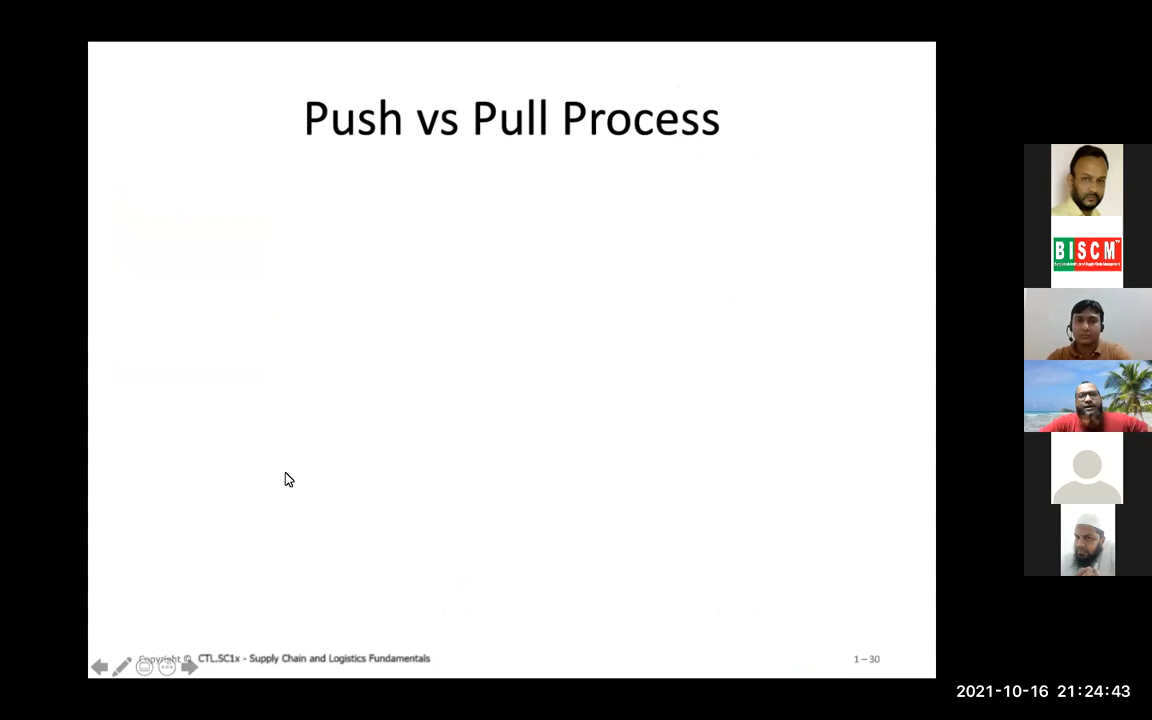 Push vs Pull Process
BISCM
Copyright © CTL.SC1x - Supply Chain and Logistics Fundamentals
1 – 30
2021-10-16 21:24:43